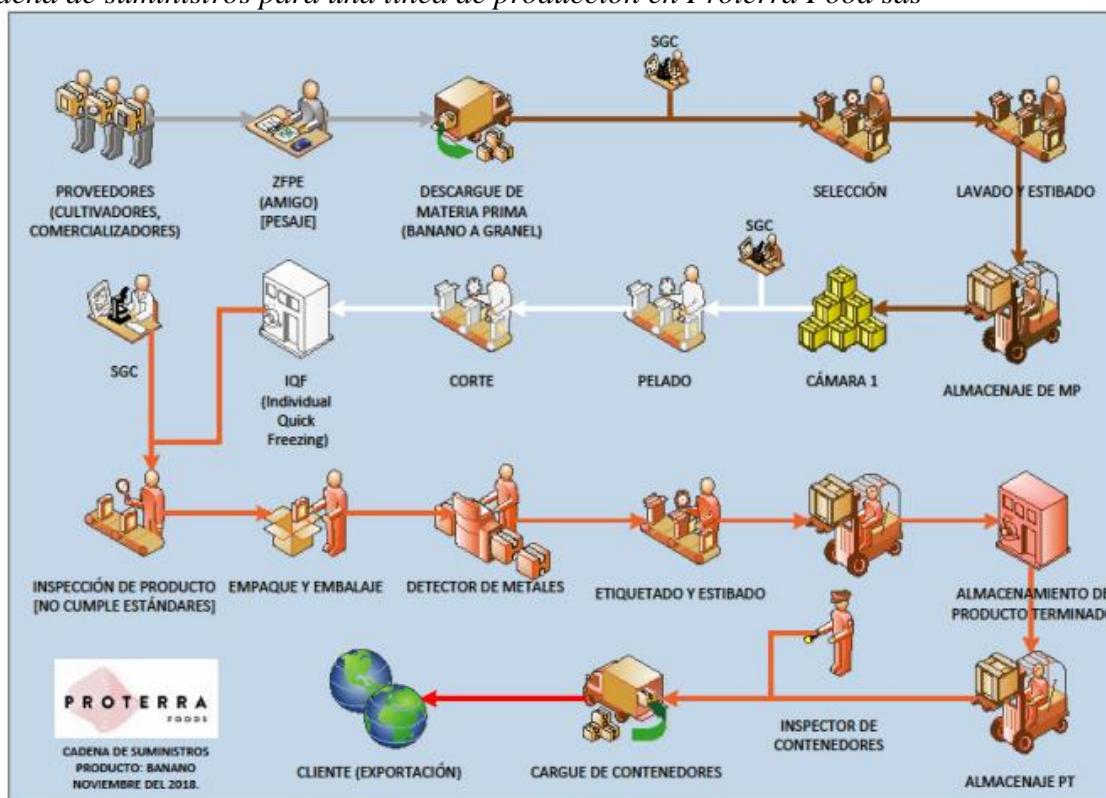 adena de suministros para una línea de producción en Proterra Food sas
SGC
PROVEEDORES
(CULTIVADORES,
COMERCIALIZADORES)
ZFPE
(AMIGO)
[PESAJE]
DESCARGUE DE
MATERIA PRIMA
(BANANO A GRANEL)
SELECCIÓN
LAVADO Y ESTIBADO
SGC
SGC
IQF
(Individual
Quick
Freezing)
CORTE
PELADO
CÁMARA 1
ALMACENAJE DE MP
INSPECCIÓN DE PRODUCTO
[NO CUMPLE ESTÁNDARES]
EMPAQUE Y EMBALAJE
DETECTOR DE METALES
ETIQUETADO Y ESTIBADO
ALMACENAMIENTO DE
PRODUCTO TERMINADO
PROTERRA
FOODS
CADENA DE SUMINISTROS
PRODUCTO: BANANO
NOVIEMBRE DEL 2018.
CLIENTE (EXPORTACIÓN)
CARGUE DE CONTENEDORES
INSPECTOR DE
CONTENEDORES
ALMACENAJE PT